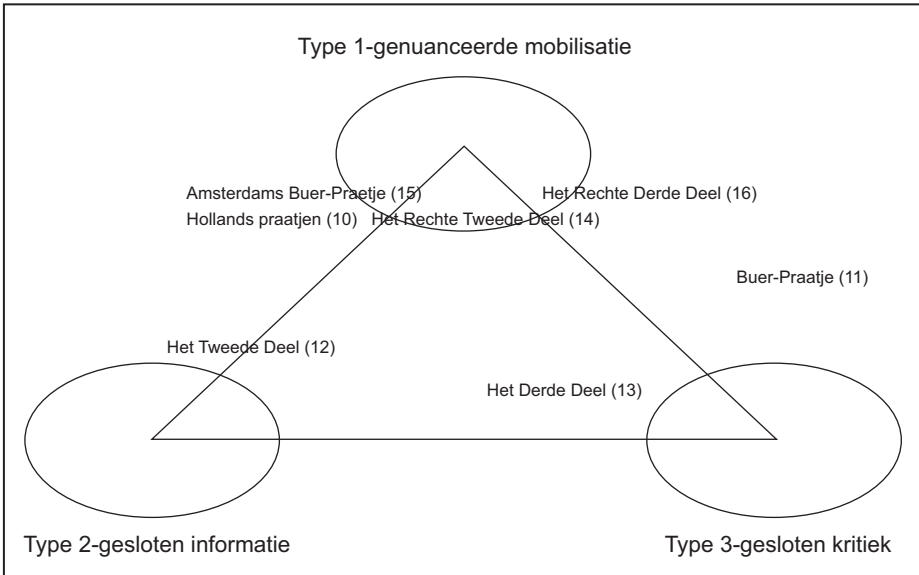 Type 1-genuanceerde mobilisatie
Amsterdams Buer-Praetje (15)
Het Rechte Derde Deel (16)
Hollands praatjen (10)
Het Rechte Tweede Deel (14)
Buer-Praatje (11)
Het Tweede Deel (12)
Het Derde Deel (13)
Type 2-gesloten informatie
Type 3-gesloten kritiek